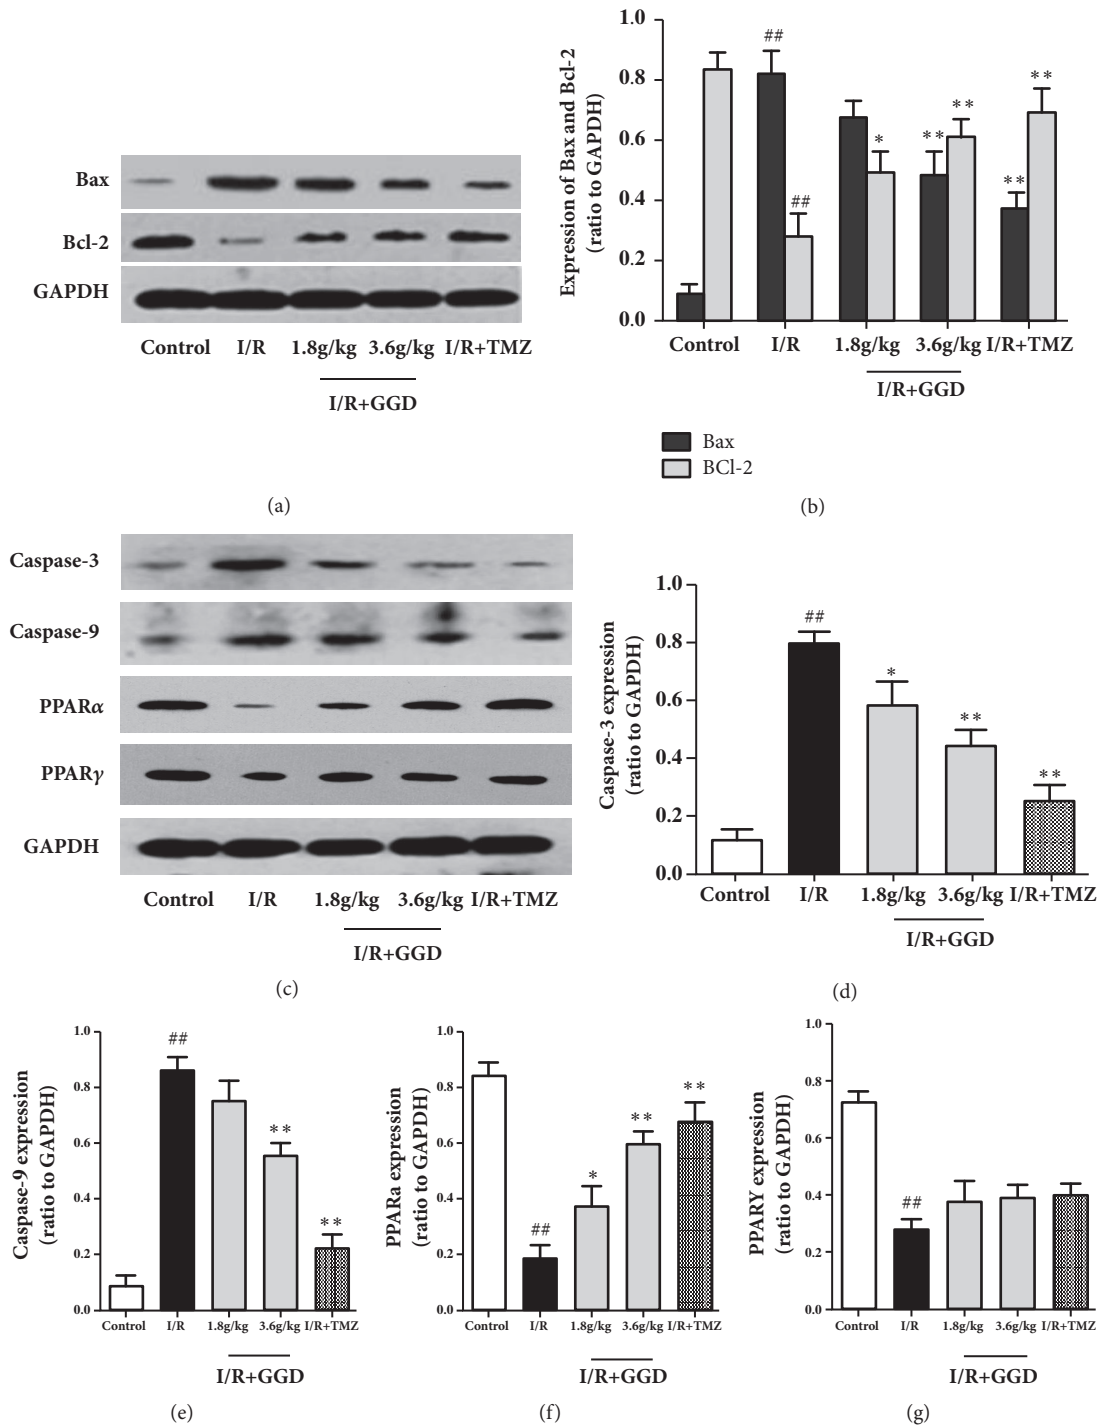 Bax
Bcl-2
GAPDH
Control I/R 1.8g/kg 3.6g/kg I/R+TMZ
I/R+GGD
(a)
Expression of Bax and Bcl-2
(ratio to GAPDH)
1.0
0.8
0.6
0.4
0.2
0.0
##
##
*
**
**
**
**
Control I/R 1.8g/kg 3.6g/kg I/R+TMZ
I/R+GGD
Bax
BCl-2
(b)
Caspase-3
Caspase-9
PPARα
PPARγ
GAPDH
Control I/R 1.8g/kg 3.6g/kg I/R+TMZ
I/R+GGD
(c)
Caspase-3 expression
(ratio to GAPDH)
1.0
0.8
0.6
0.4
0.2
0.0
##
*
**
**
Control I/R 1.8g/kg 3.6g/kg I/R+TMZ
I/R+GGD
(d)
Caspase-9 expression
(ratio to GAPDH)
1.0
0.8
0.6
0.4
0.2
0.0
##
**
**
Control I/R 1.8g/kg 3.6g/kg I/R+TMZ
I/R+GGD
(e)
PPARa expression
(ratio to GAPDH)
1.0
0.8
0.6
0.4
0.2
0.0
##
*
**
**
Control I/R 1.8g/kg 3.6g/kg I/R+TMZ
I/R+GGD
(f)
PPARY expression
(ratio to GAPDH)
1.0
0.8
0.6
0.4
0.2
0.0
##
Control I/R 1.8g/kg 3.6g/kg I/R+TMZ
I/R+GGD
(g)